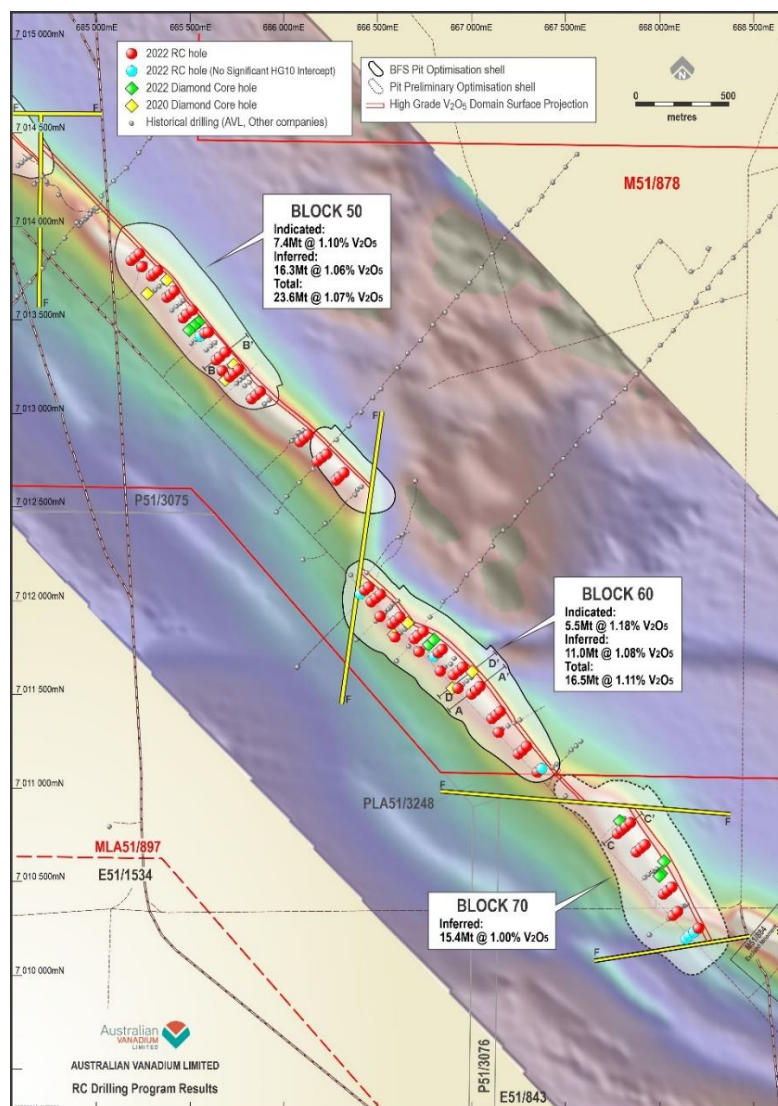 665 000mE
665 500mE
666 000mE
666 500mE
667 000mE
667 500mE
668 000mE
668 500mE
7 015 000mN
7 014 500mN
7 014 000mN
7 013 500mN
7 013 000mN
7 012 500mN
7 012 000mN
7 011 500mN
7 011 000mN
7 010 500mN
7 010 000mN
2022 RC hole
2022 RC hole (No Significant HG10 Intercept)
2022 Diamond Core hole
2020 Diamond Core hole
Historical drilling (AVL, Other companies)
BFS Pit Optimisation shell
Pit Preliminary Optimisation shell
High Grade V₂O₅ Domain Surface Projection
N
0
500
metres
F
F
F
M51/878
BLOCK 50
Indicated:
7.4Mt @ 1.10% V₂O₅
Inferred:
16.3Mt @ 1.06% V₂O₅
Total:
23.6Mt @ 1.07% V₂O₅
B'
B
F
P51/3075
BLOCK 60
Indicated:
5.5Mt @ 1.18% V₂O₅
Inferred:
11.0Mt @ 1.08% V₂O₅
Total:
16.5Mt @ 1.11% V₂O₅
D'
A'
D
A
F
F
F
PLA51/3248
C'
C
MLA51/897
E51/1534
BLOCK 70
Inferred:
15.4Mt @ 1.00% V₂O₅
F
F
M51/884
Australian
VANADIUM
LIMITED
AUSTRALIAN VANADIUM LIMITED
RC Drilling Program Results
P51/3076
E51/843